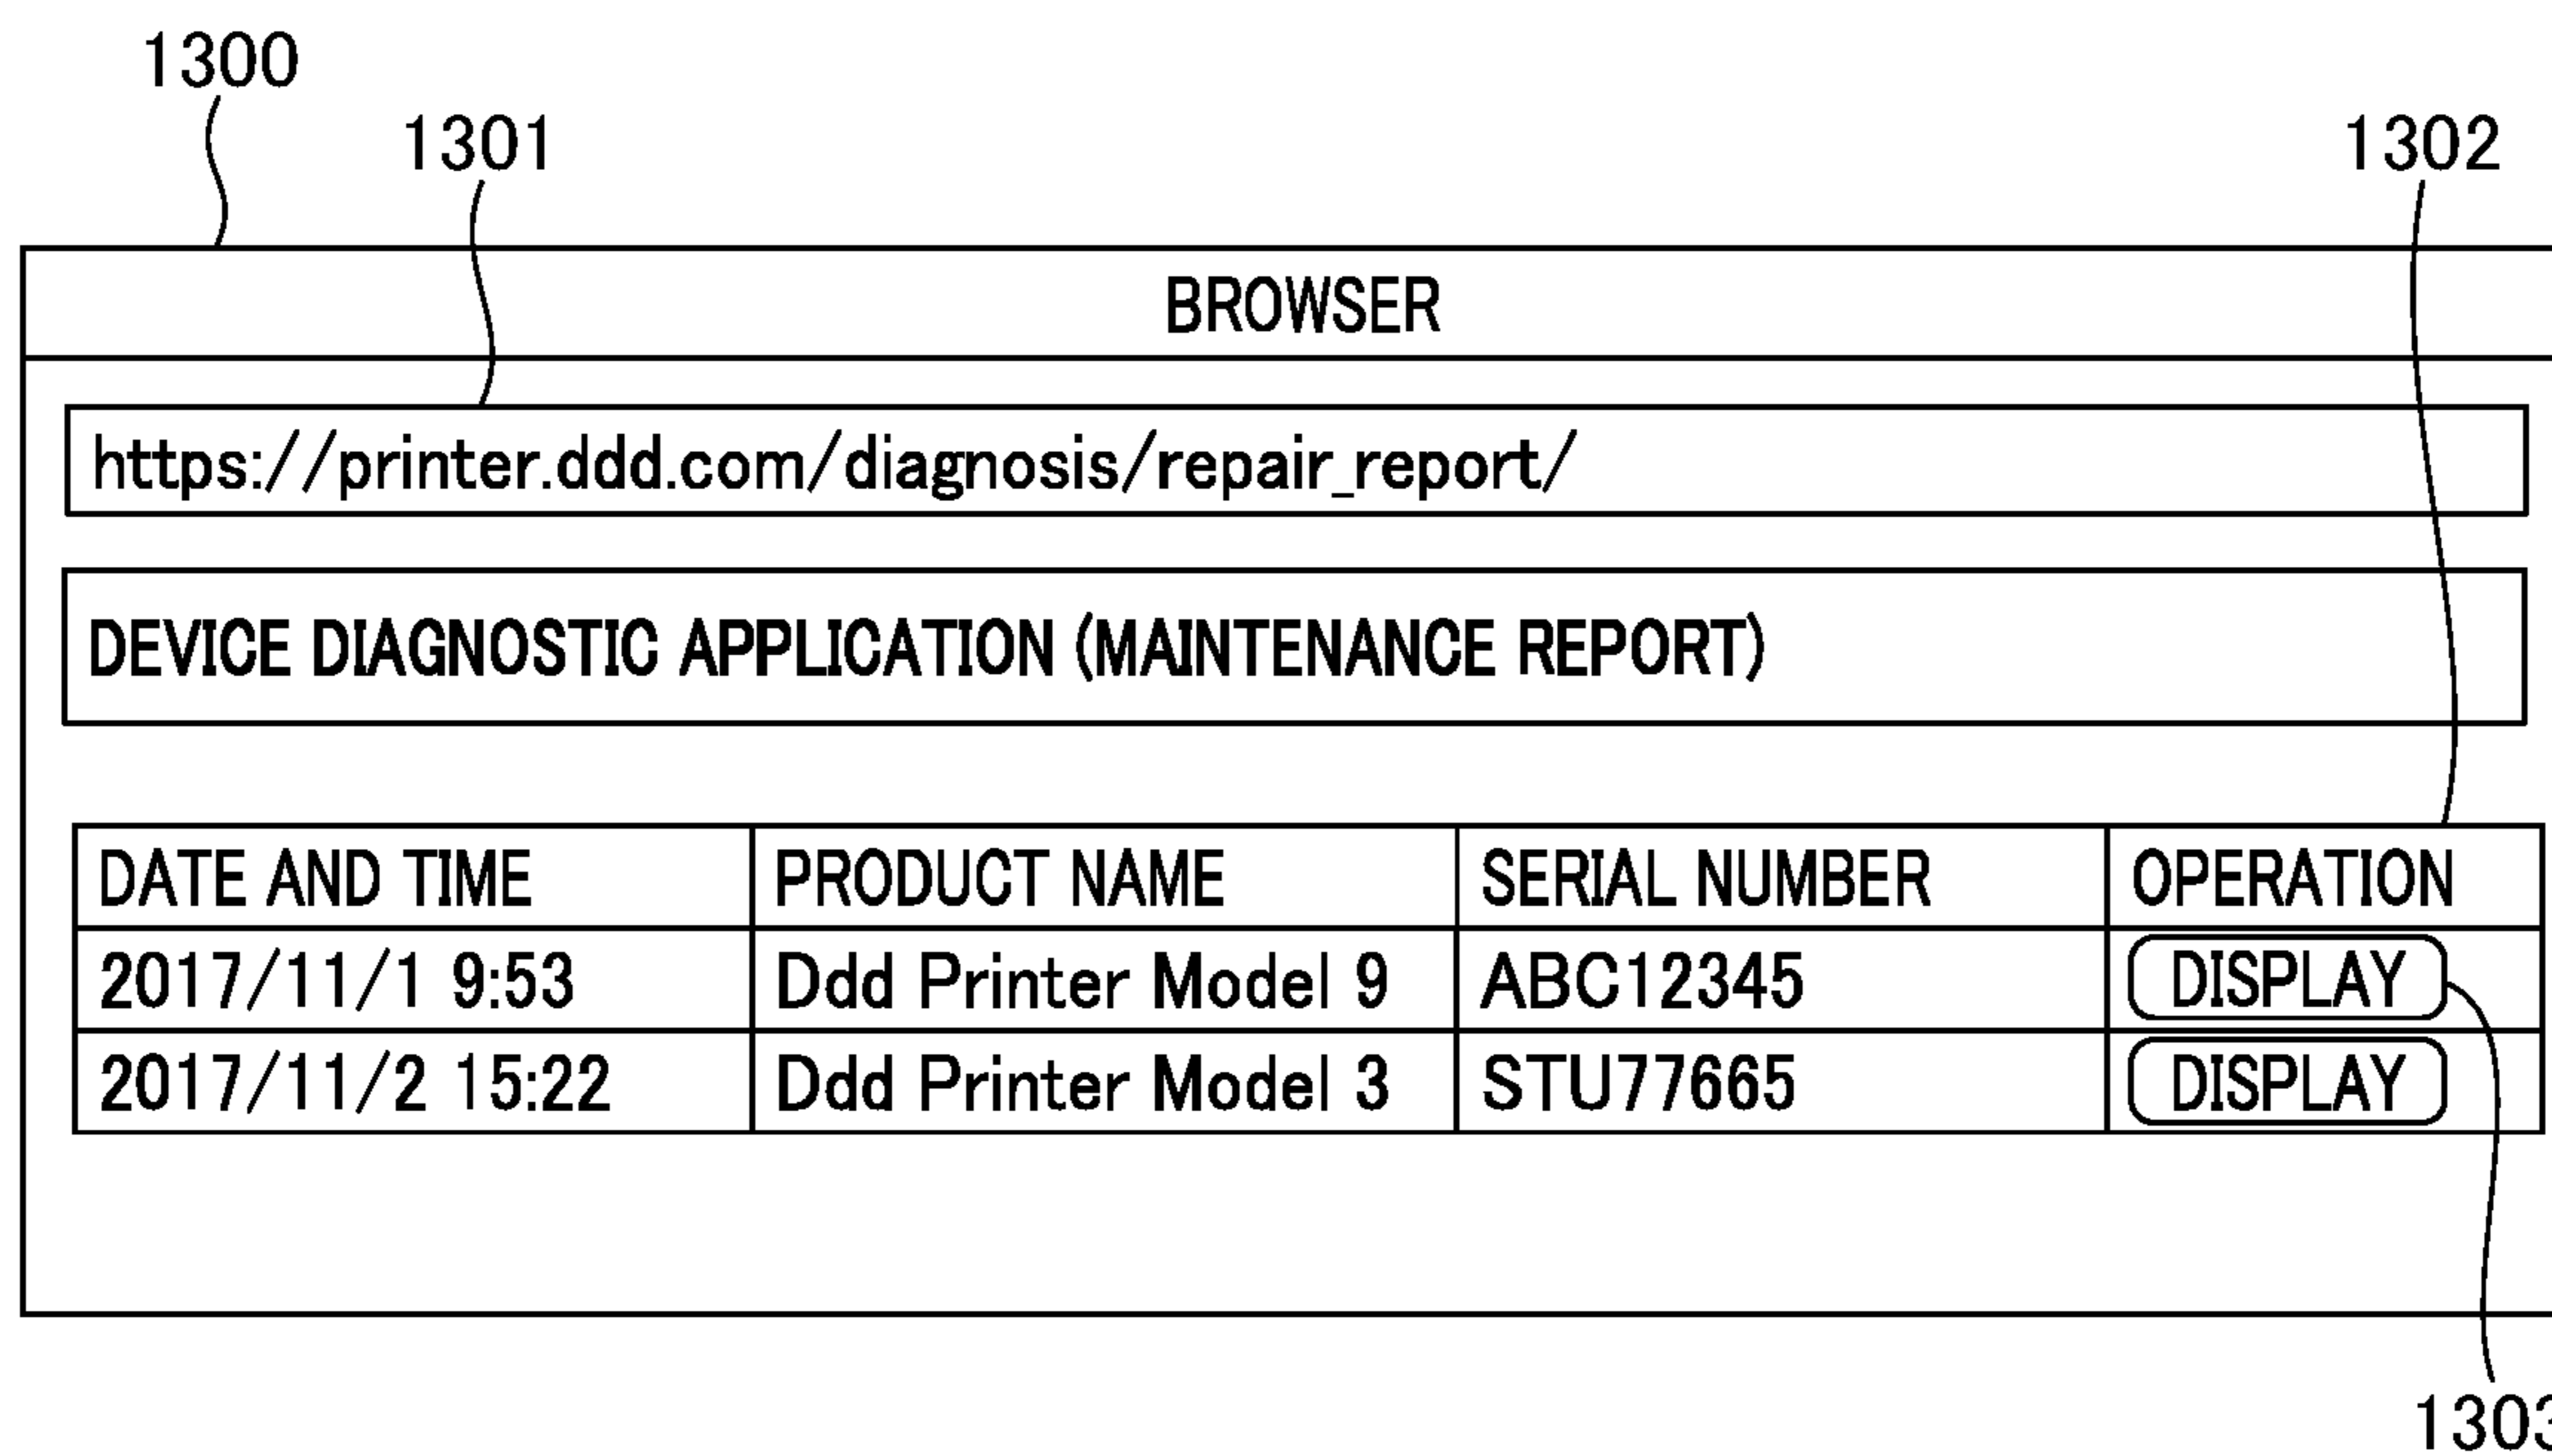 1300
1301
1302
BROWSER
https://printer.ddd.com/diagnosis/repair_report/
DEVICE DIAGNOSTIC APPLICATION (MAINTENANCE REPORT)
DATE AND TIME PRODUCT NAME SERIAL NUMBER OPERATION
2017/11/1 9:53 Ddd Printer Model 9 ABC12345 DISPLAY
2017/11/2 15:22 Ddd Printer Model 3 STU77665 DISPLAY
1303